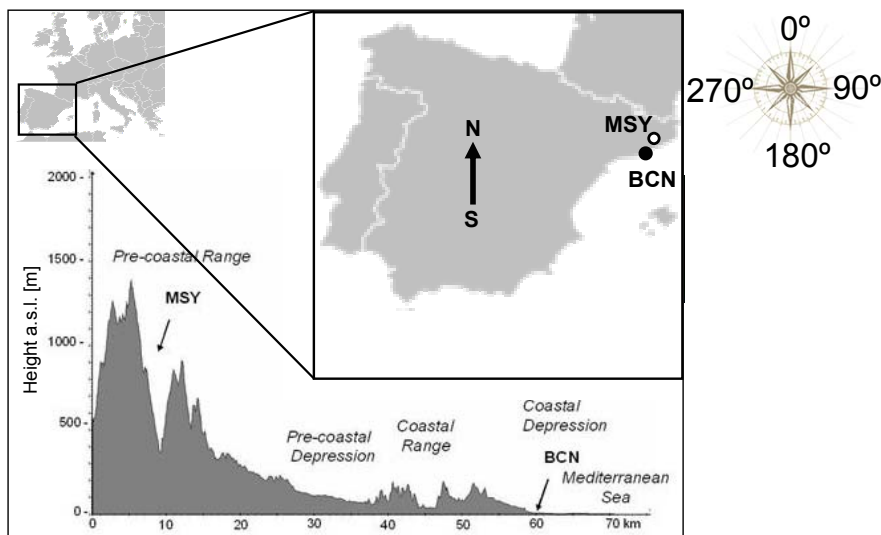 0º
270º
90º
180º
N
S
MSY
BCN
Height a.s.l. [m]
2000 -
1500 -
1000 -
500 -
0 -
Pre-coastal Range
MSY
Pre-coastal
Depression
Coastal
Range
Coastal
Depression
BCN
Mediterranean
Sea
0
10
20
30
40
50
60
70 km